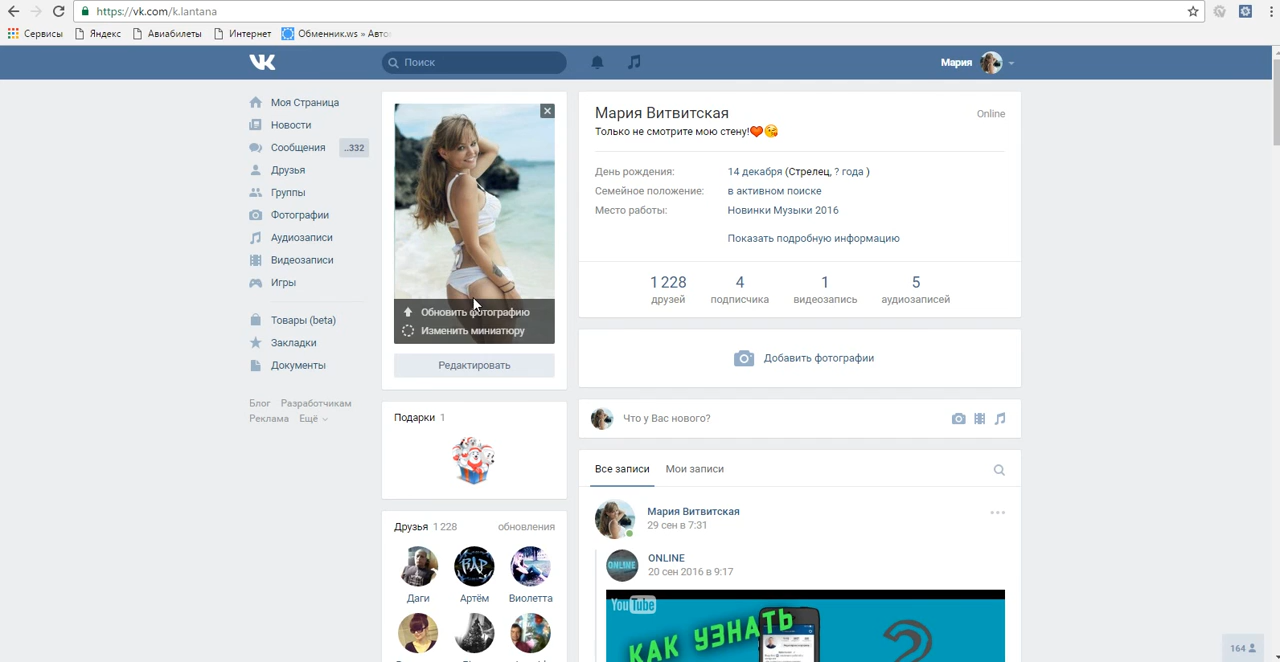 https://vk.com/k.lantana
Сервисы Яндекс Авиабилеты Интернет Обменник.ws » Авто
Поиск
Мария
Моя Страница
Новости
Сообщения ..332
Друзья
Группы
Фотографии
Аудиозаписи
Видеозаписи
Игры
Товары (beta)
Закладки
Документы
Блог Разработчикам
Реклама Ещё
Обновить фотографию
Изменить миниатюру
Редактировать
Подарки 1
Друзья 1 228 обновления
Даги Артём Виолетта
RAP
Мария Витвитская Online
Только не смотрите мою стену!❤😘
День рождения: 14 декабря (Стрелец, ? года )
Семейное положение: в активном поиске
Место работы: Новинки Музыки 2016
Показать подробную информацию
1 228 4 1 5
друзей подписчика видеозапись аудиозаписей
Добавить фотографии
Что у Вас нового?
Все записи Мои записи
Мария Витвитская
29 сен в 7:31
ONLINE
ONLINE
20 сен 2016 в 9:17
YouTube
КАК УЗНАТЬ
?
164